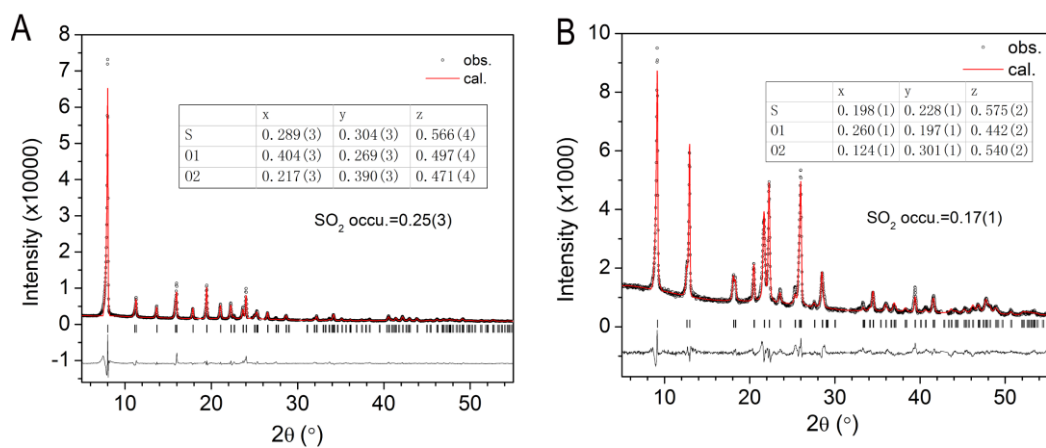 A
Intensity (x10000)
8
7
6
5
4
3
2
1
0
-1
obs.
cal.
x y z
S 0.289(3) 0.304(3) 0.566(4)
O1 0.404(3) 0.269(3) 0.497(4)
O2 0.217(3) 0.390(3) 0.471(4)
SO2 occu.=0.25(3)
10 20 30 40 50
2θ (°)
B
Intensity (x1000)
10
8
6
4
2
0
obs.
cal.
x y z
S 0.198(1) 0.228(1) 0.575(2)
O1 0.260(1) 0.197(1) 0.442(2)
O2 0.124(1) 0.301(1) 0.540(2)
SO2 occu.=0.17(1)
10 20 30 40 50
2θ (°)